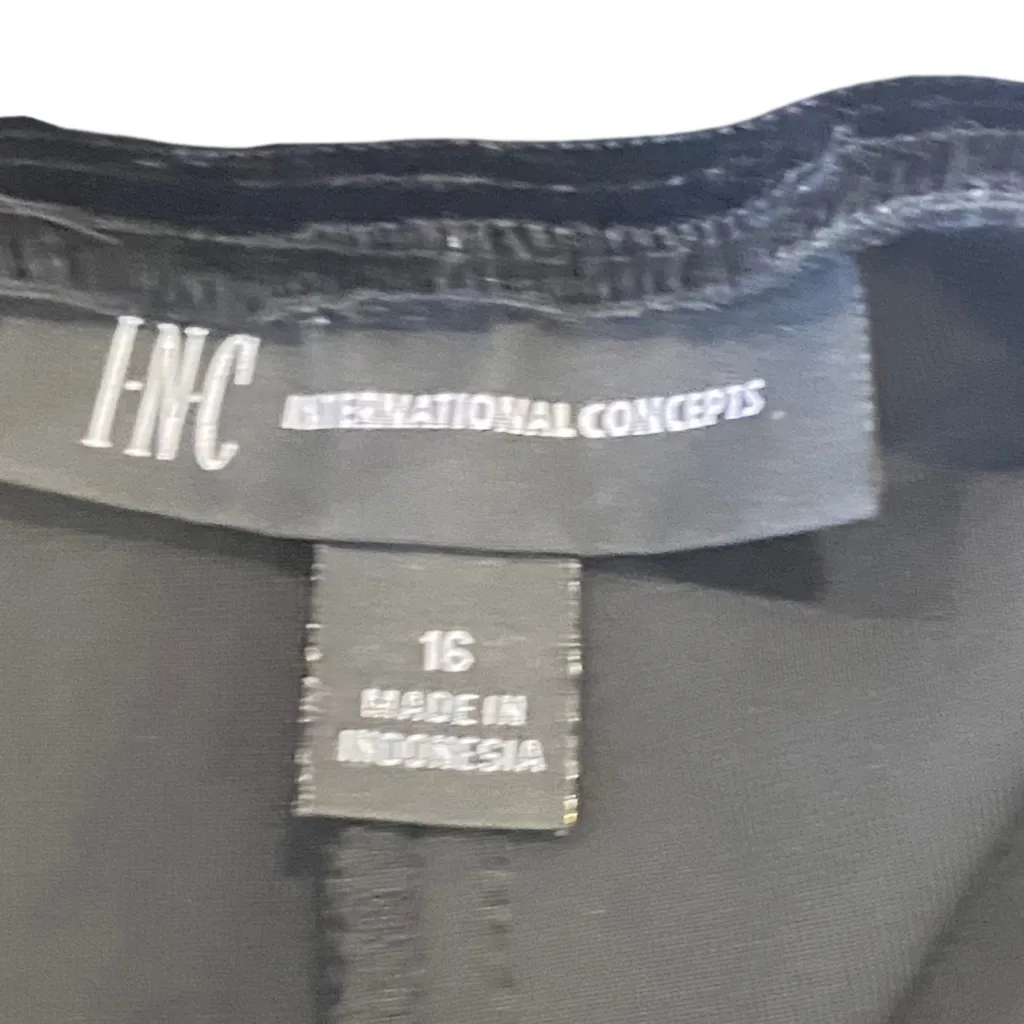 I·N·C INTERNATIONAL CONCEPTS
16
MADE IN
INDONESIA